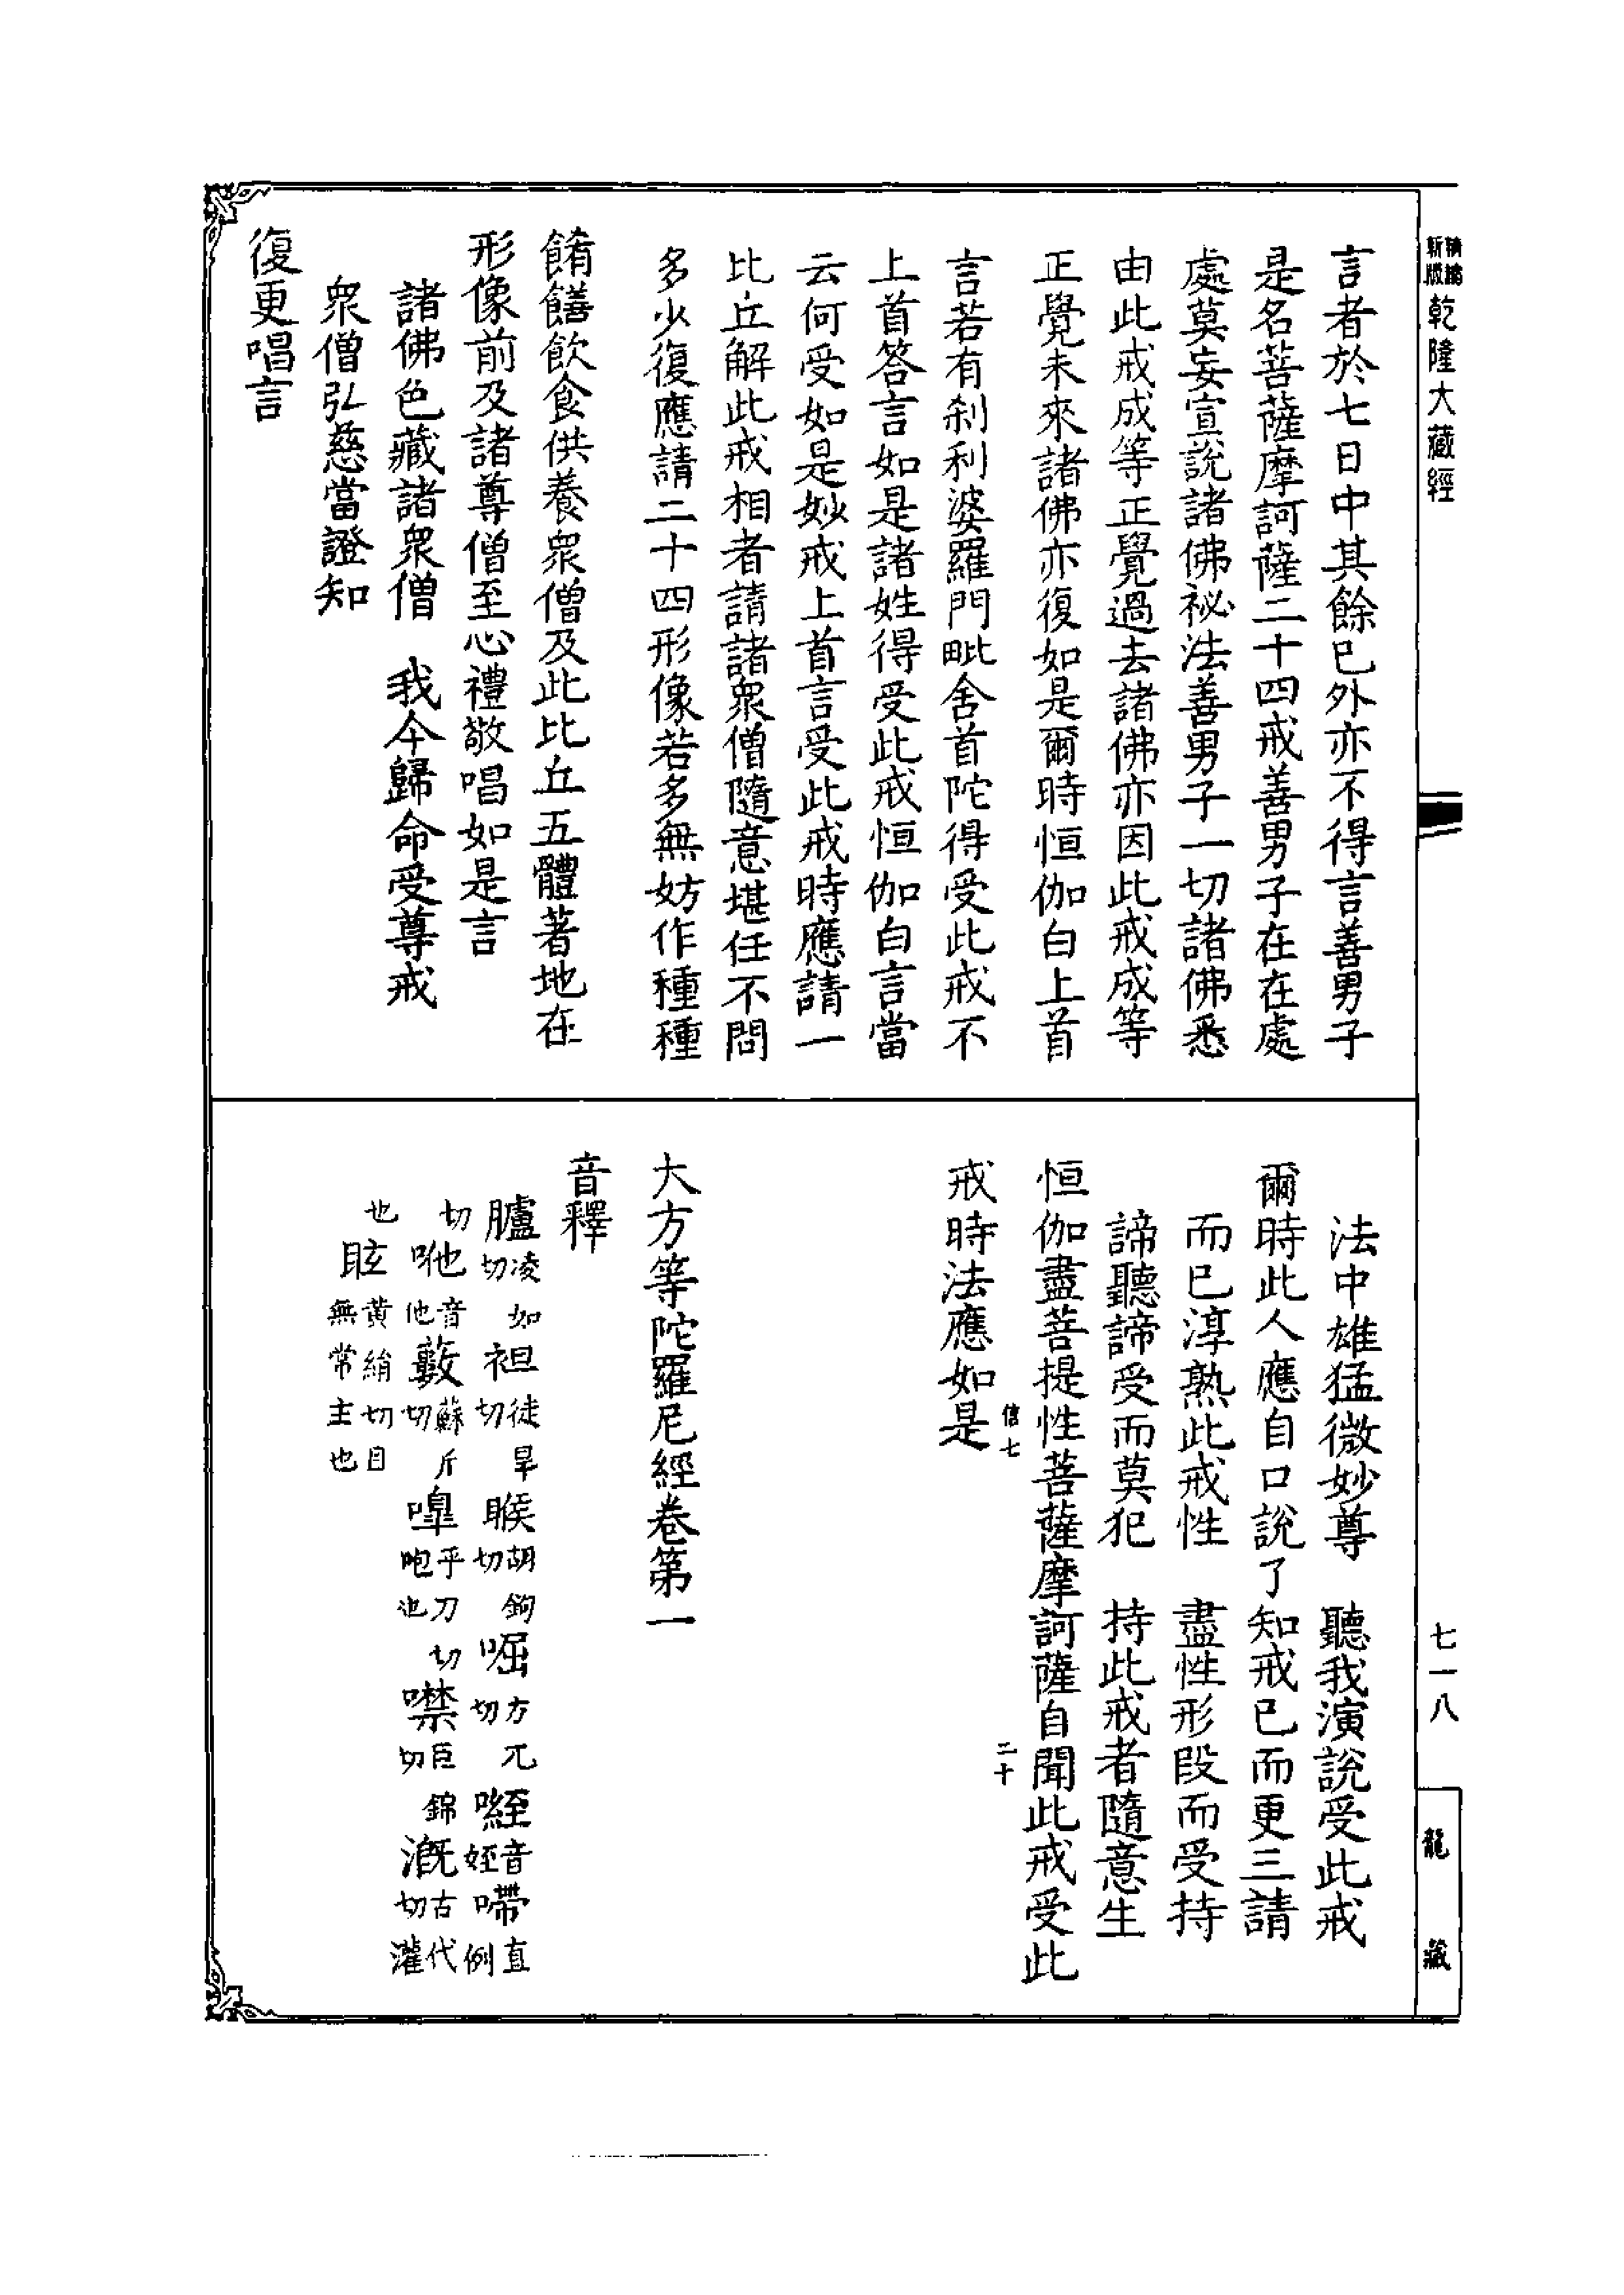 乾隆大藏經
七一八
龍藏
言者於七日中其餘已外亦不得言善男子
是名菩薩摩訶薩二十四戒善男子在在處
處莫妄宣說諸佛祕法善男子一切諸佛悉
由此戒成等正覺過去諸佛亦因此戒成等
正覺未來諸佛亦復如是爾時恒伽白上首
言若有刹利婆羅門毗舍首陀得受此戒不
上首答言如是諸姓得受此戒恒伽白言當
云何受如是妙戒上首言受此戒時應請一
比丘解此戒相者請諸眾僧隨意堪任不問
多少復應請二十四形像若多無妨作種種
餚饍飲食供養眾僧及此比丘五體著地在
形像前及諸尊僧至心禮敬唱如是言
諸佛色藏諸眾僧　我今歸命受尊戒
眾僧弘慈當證知
復更唱言
法中雄猛微妙尊　聽我演說受此戒
爾時此人應自口說了知戒已而更三請
而已淳熟此戒性　盡性形段而受持
諦聽諦受而莫犯　持此戒者隨意生
恒伽盡菩提性菩薩摩訶薩自聞此戒受此
信七　二十
戒時法應如是
大方等陀羅尼經卷第一
音釋
臚凌如切 袒徒旱切 睺胡鉤切 啒方兀切 𠷐音姪 㗣直例
切 𠯈音他 藪蘇斤切 嘷乎刀切咆也 噤巨錦切 溉古代切灌
也 眩黃絹切目無常主也